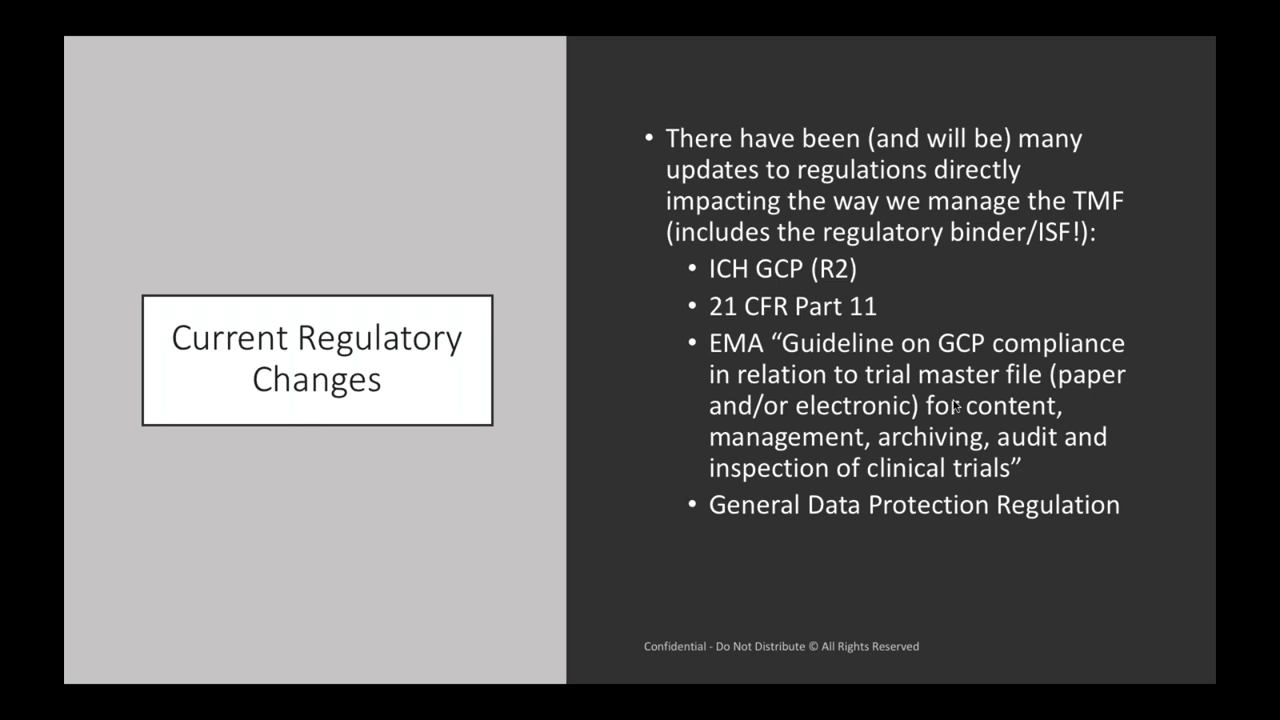 Current Regulatory
Changes
• There have been (and will be) many
updates to regulations directly
impacting the way we manage the TMF
(includes the regulatory binder/ISF!):
• ICH GCP (R2)
• 21 CFR Part 11
• EMA “Guideline on GCP compliance
in relation to trial master file (paper
and/or electronic) for content,
management, archiving, audit and
inspection of clinical trials”
• General Data Protection Regulation
Confidential - Do Not Distribute © All Rights Reserved